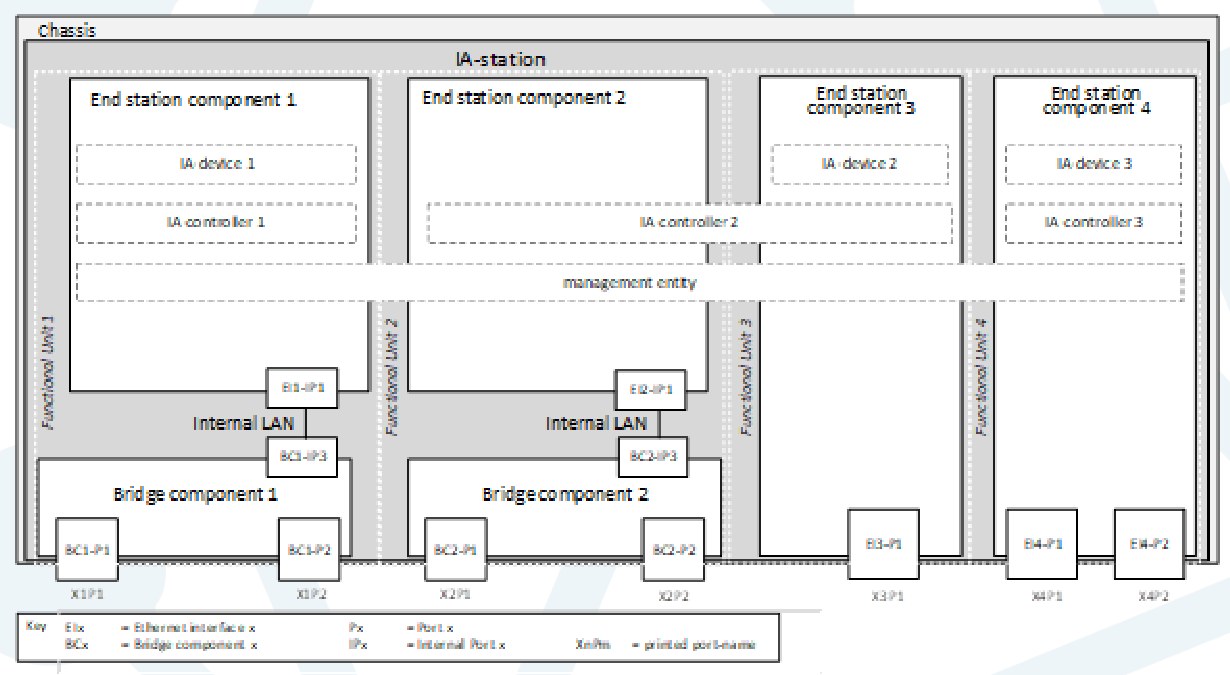 Chassis
IA-station
End station component 1
End station component 2
End station
component 3
End station
component 4
IA device 1
IA device 2
IA device 3
IA controller 1
IA controller 2
IA controller 3
management entity
Functional Unit 1
Functional Unit 2
Functional Unit 3
Functional Unit 4
EI1-IP1
EI2-IP1
Internal LAN
Internal LAN
BC1-IP3
BC2-IP3
Bridge component 1
Bridge component 2
BC1-P1
BC1-P2
BC2-P1
BC2-P2
EI3-P1
EI4-P1
EI4-P2
X1P1
X1P2
X2P1
X2P2
X3P1
X4P1
X4P2
Key EIx = Ethernet interface x Px = Port x
BCx = Bridge component x IPx = Internal Port x XnPm = printed port-name